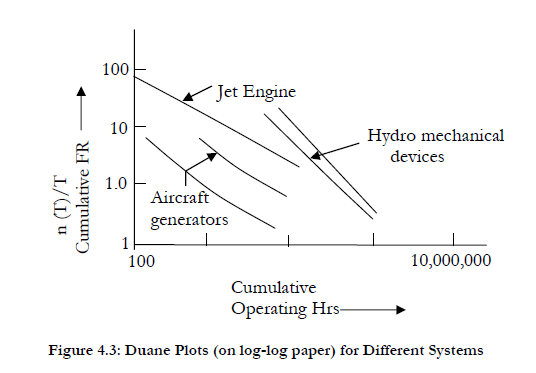 100
10
1.0
1
n (T)/T
Cumulative FR
Jet Engine
Hydro mechanical
devices
Aircraft
generators
100
10,000,000
Cumulative
Operating Hrs
Figure 4.3: Duane Plots (on log-log paper) for Different Systems